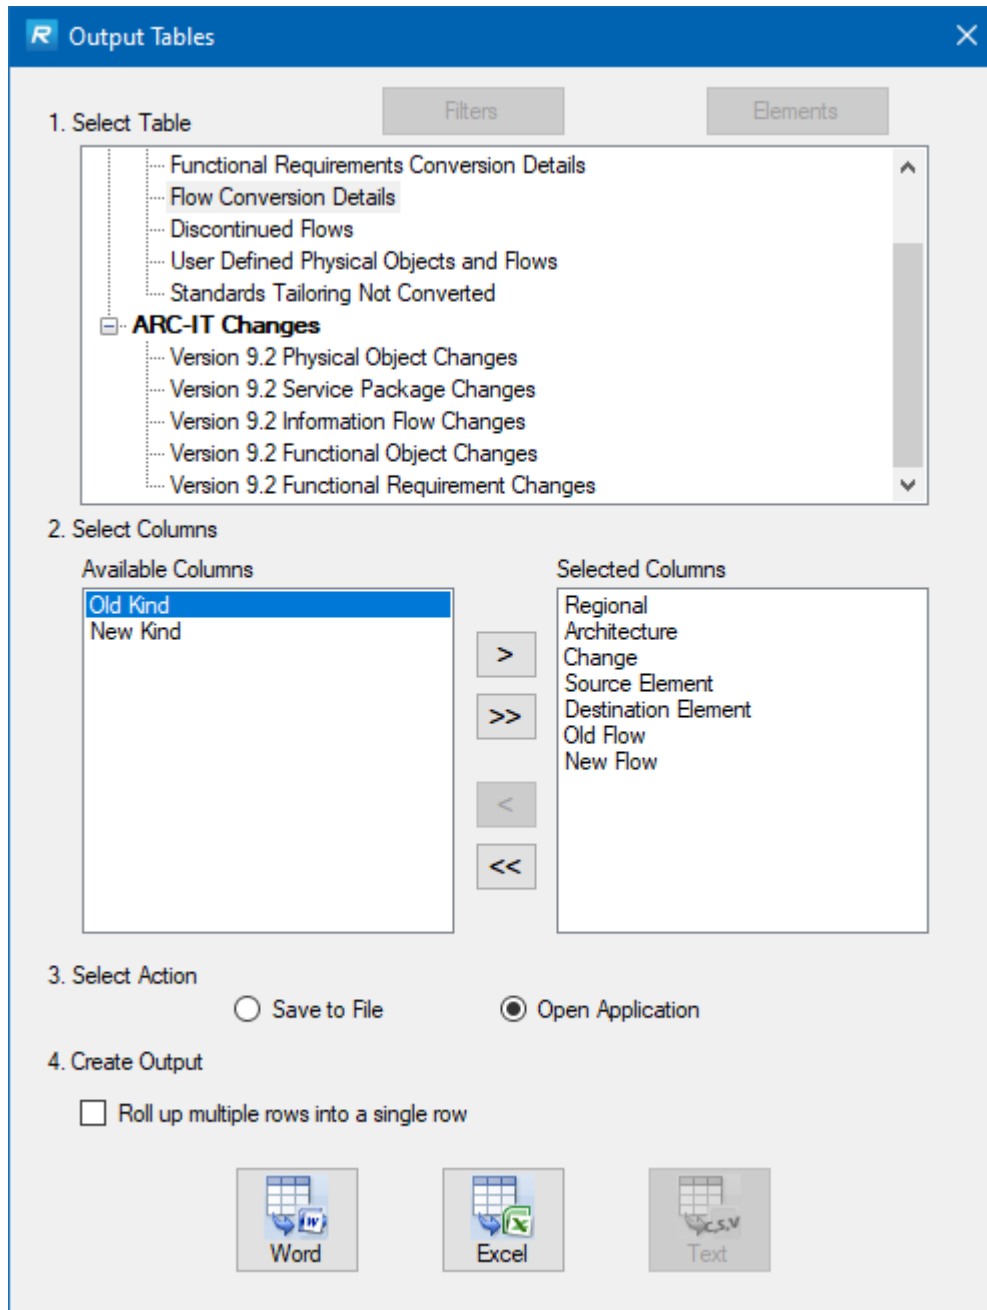 R Output Tables
Filters
Elements
1. Select Table
Functional Requirements Conversion Details
Flow Conversion Details
Discontinued Flows
User Defined Physical Objects and Flows
Standards Tailoring Not Converted
ARC-IT Changes
Version 9.2 Physical Object Changes
Version 9.2 Service Package Changes
Version 9.2 Information Flow Changes
Version 9.2 Functional Object Changes
Version 9.2 Functional Requirement Changes
2. Select Columns
Available Columns
Old Kind
New Kind
>
>>
<
<<
Selected Columns
Regional
Architecture
Change
Source Element
Destination Element
Old Flow
New Flow
3. Select Action
Save to File
Open Application
4. Create Output
Roll up multiple rows into a single row
W
Word
X
Excel
C,S,V
Text